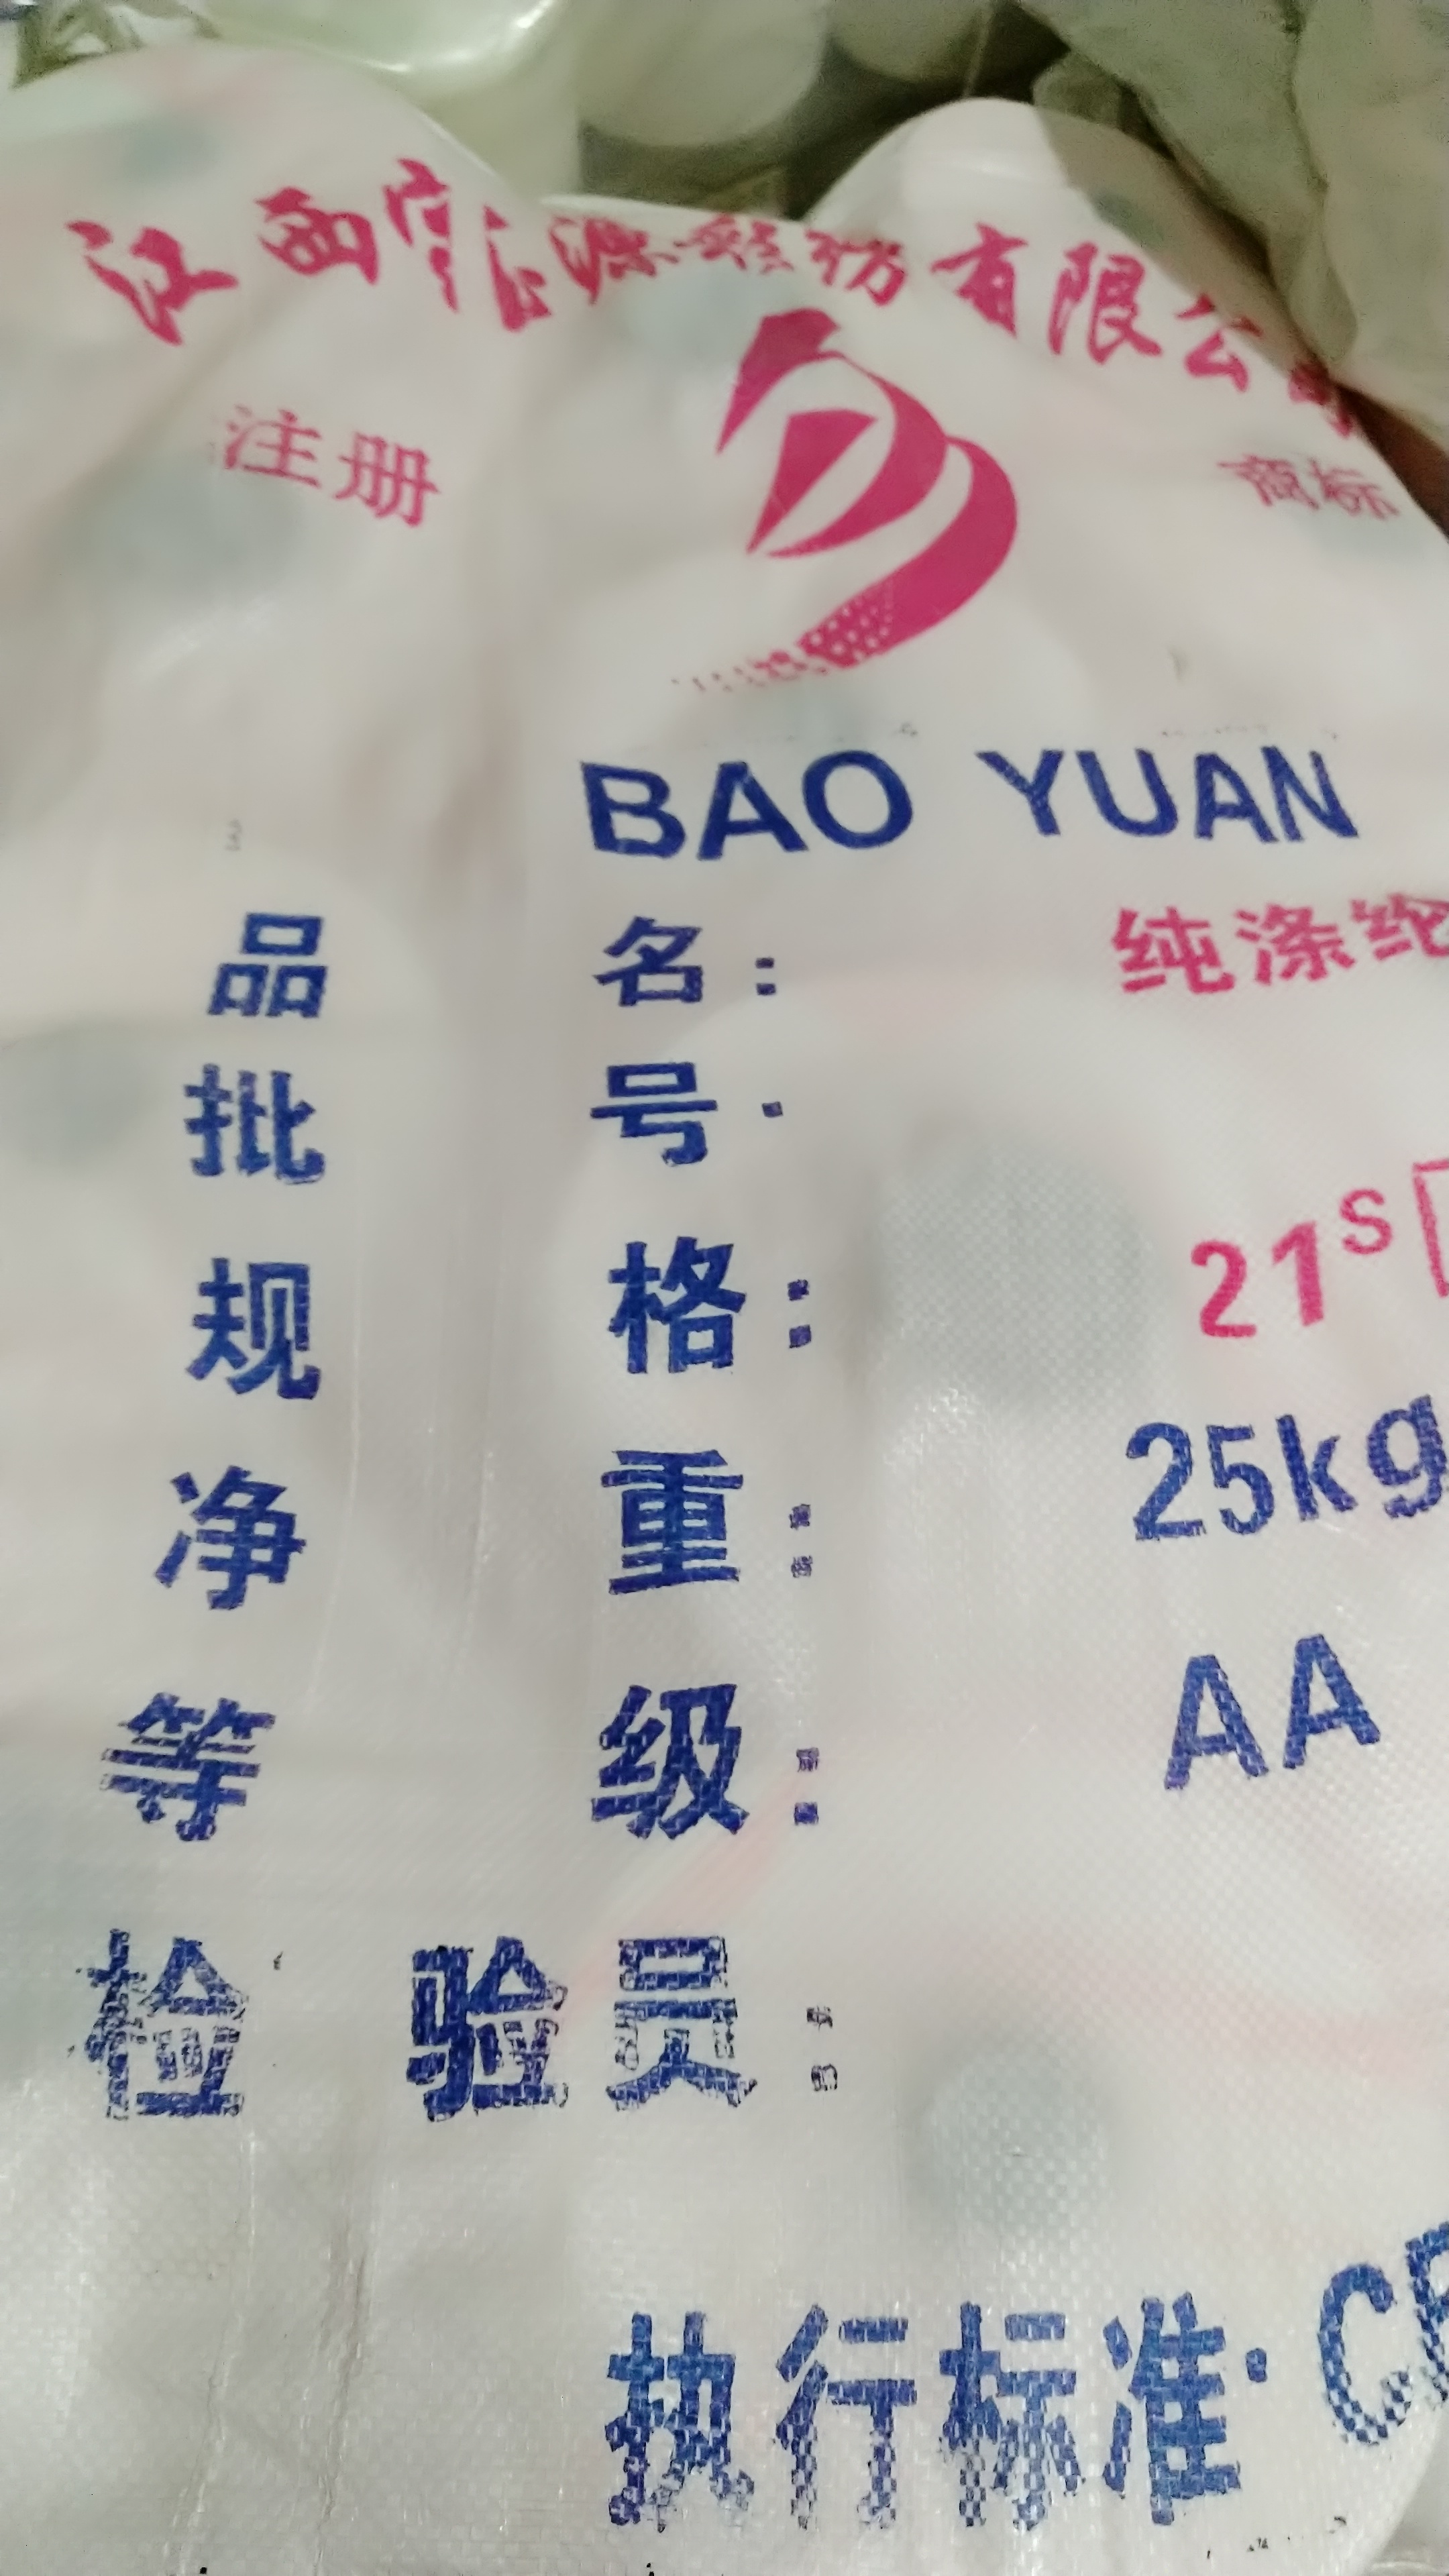 江西宝源彩纺有限公司
注册 商标
BAO YUAN
品 名: 纯涤纶
批 号:
规 格: 21S
净 重: 25kg
等 级: AA
检 验 员:
执行标准: